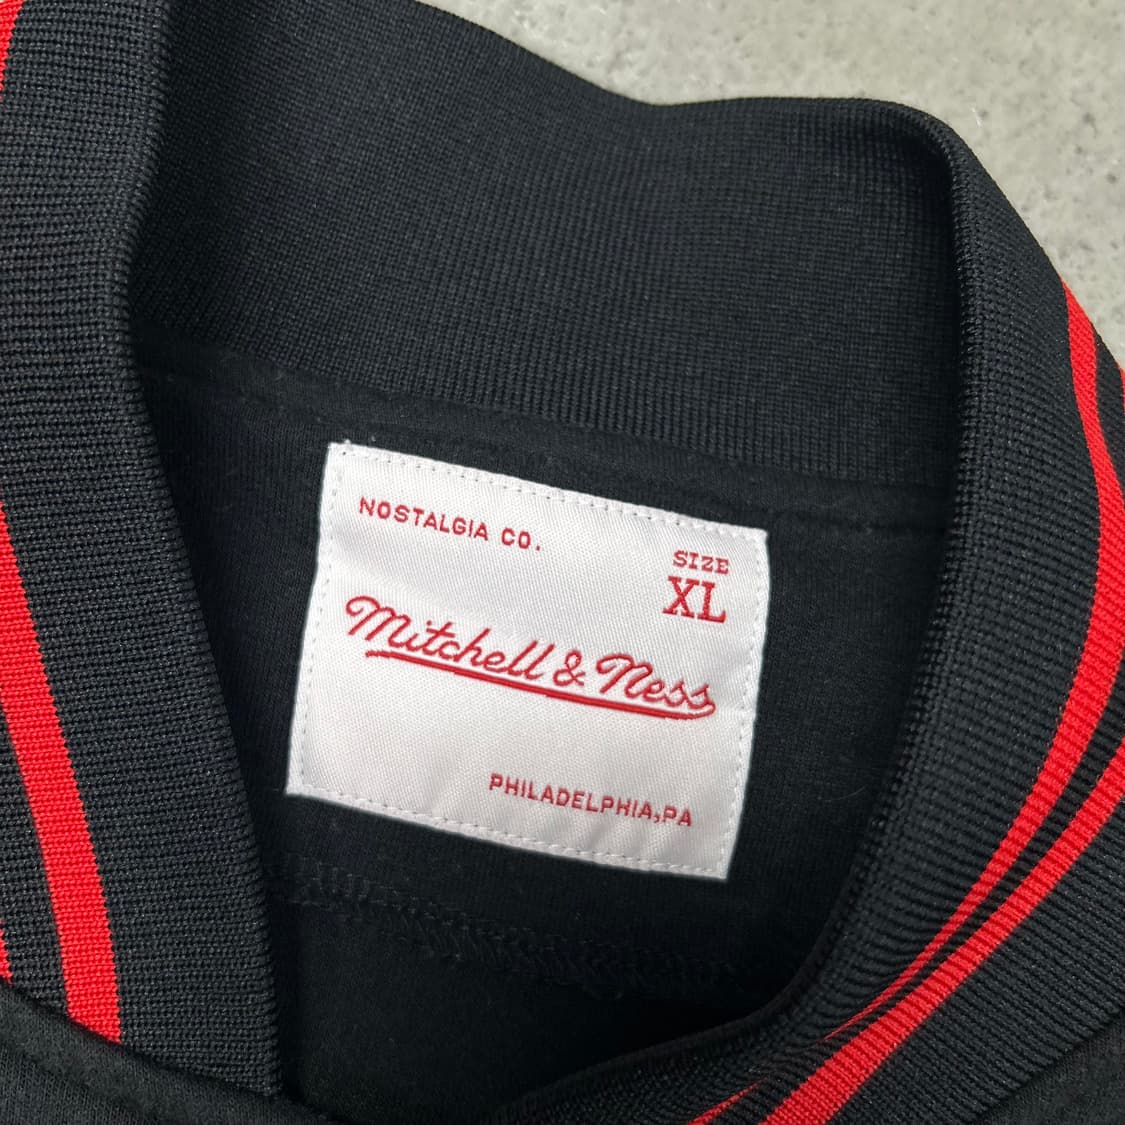 NOSTALGIA CO.
SIZE
XL
Mitchell & Ness
PHILADELPHIA,PA